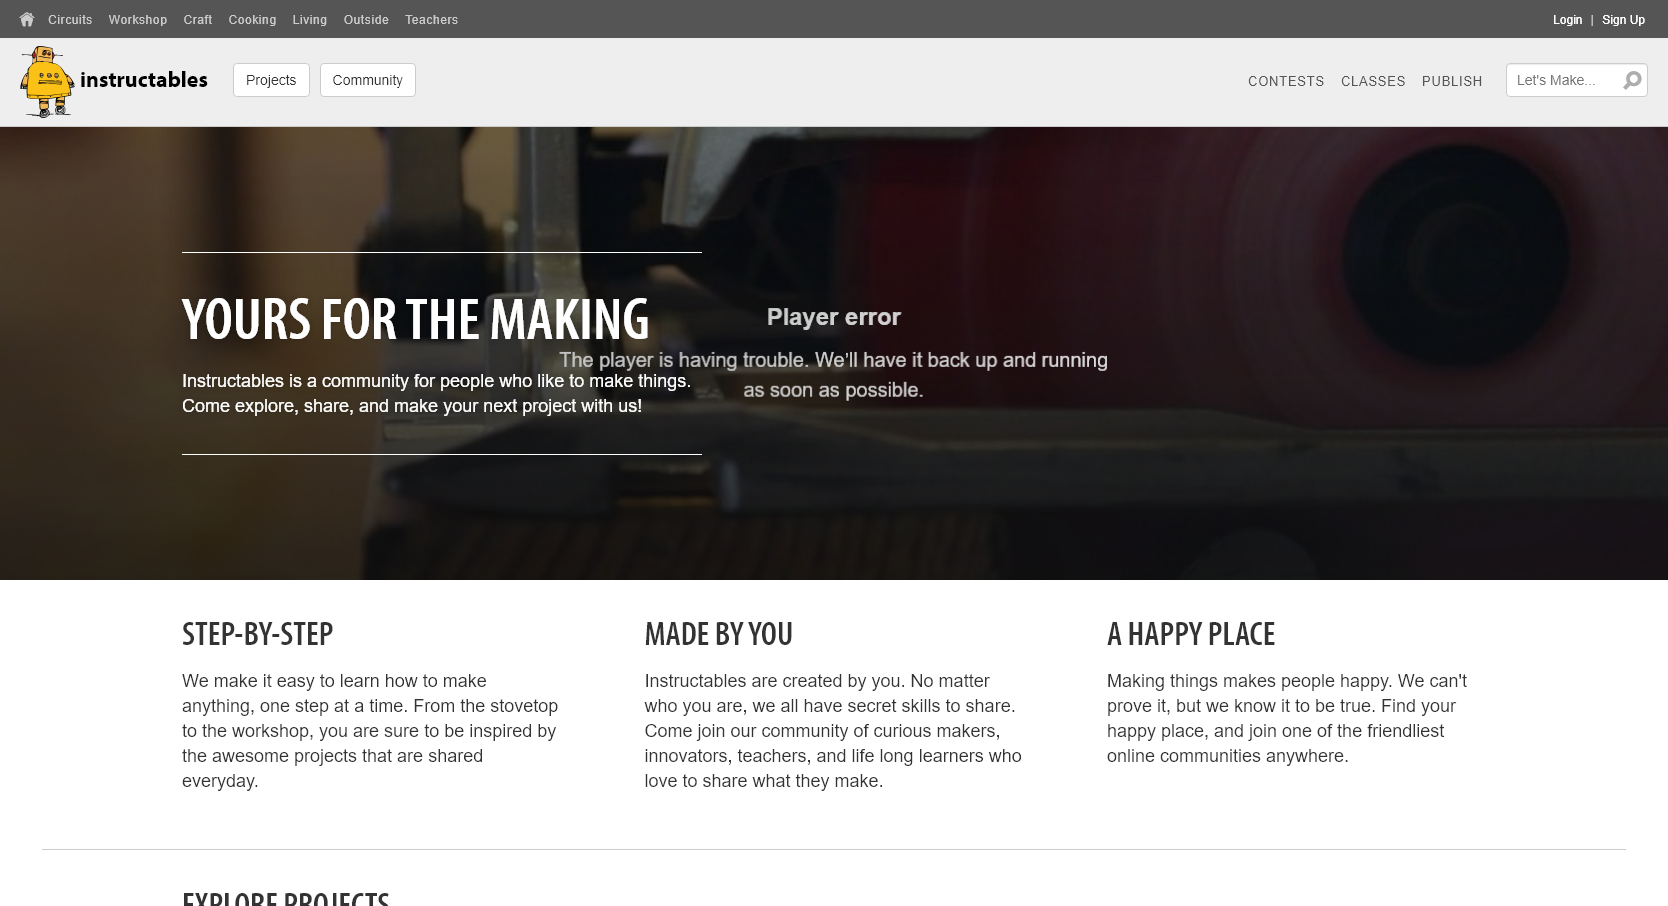 Circuits Workshop Craft Cooking Living Outside Teachers Login | Sign Up
instructables Projects Community CONTESTS CLASSES PUBLISH Let's Make...
YOURS FOR THE MAKING
Instructables is a community for people who like to make things.
Come explore, share, and make your next project with us!
Player error
The player is having trouble. We'll have it back up and running
as soon as possible.
STEP-BY-STEP
We make it easy to learn how to make
anything, one step at a time. From the stovetop
to the workshop, you are sure to be inspired by
the awesome projects that are shared
everyday.
MADE BY YOU
Instructables are created by you. No matter
who you are, we all have secret skills to share.
Come join our community of curious makers,
innovators, teachers, and life long learners who
love to share what they make.
A HAPPY PLACE
Making things makes people happy. We can't
prove it, but we know it to be true. Find your
happy place, and join one of the friendliest
online communities anywhere.
EXPLORE PROJECTS